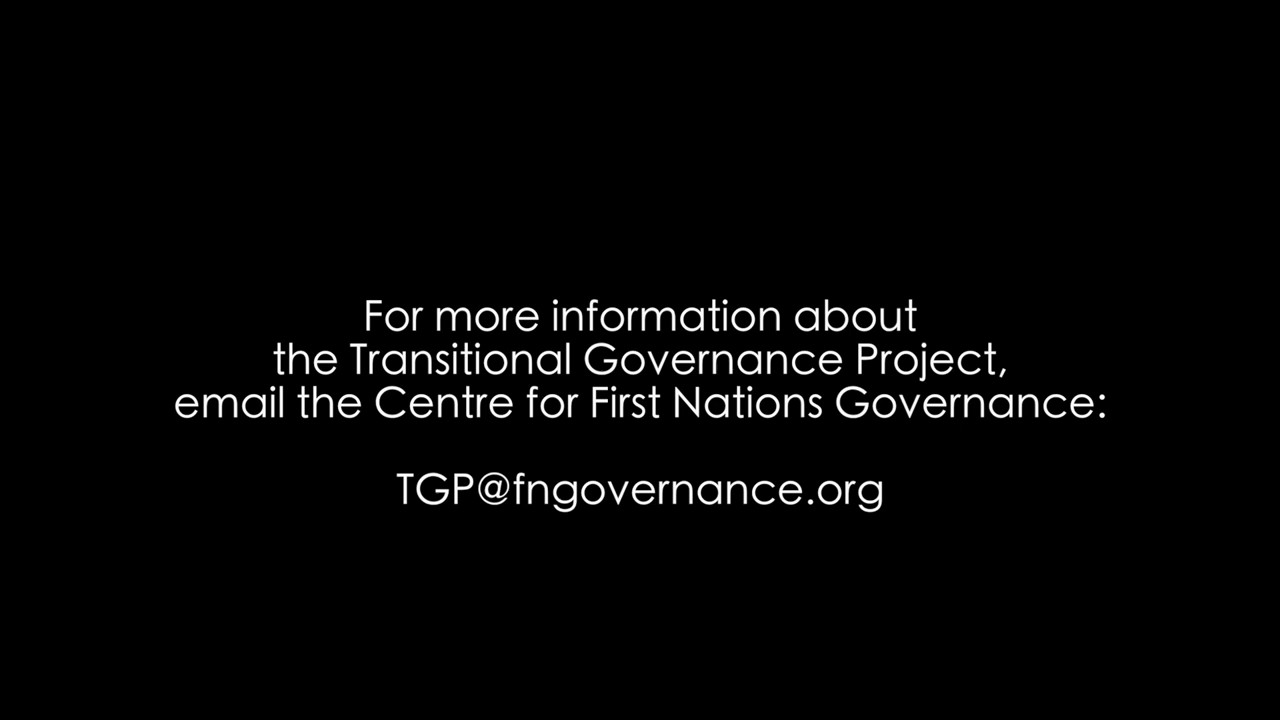 For more information about
the Transitional Governance Project,
email the Centre for First Nations Governance:
TGP@fngovernance.org